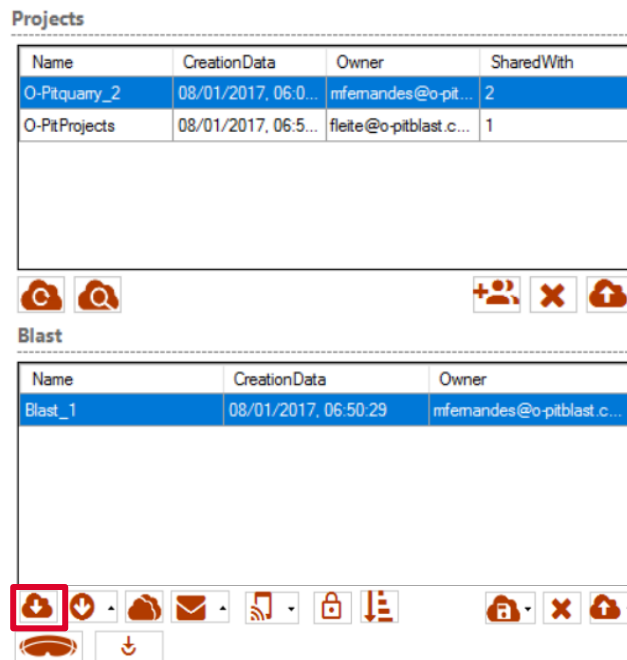 Projects
Name CreationData Owner SharedWith
O-Pitquarry_2 08/01/2017, 06:0... mfernandes@o-pit... 2
O-PitProjects 08/01/2017, 06:5... fleite@o-pitblast.c... 1
Blast
Name CreationData Owner
Blast_1 08/01/2017, 06:50:29 mfernandes@o-pitblast.c...